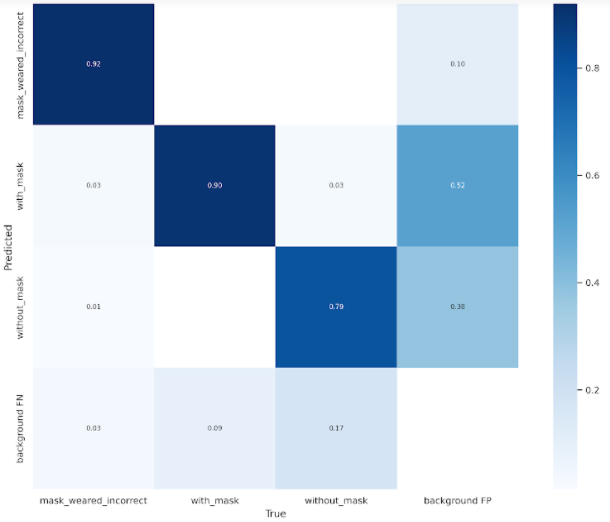 Predicted
mask_weared_incorrect
0.92
0.10
with_mask
0.03
0.90
0.03
0.52
without_mask
0.01
0.79
0.38
background FN
0.03
0.09
0.17
mask_weared_incorrect
with_mask
without_mask
background FP
True
0.8
0.6
0.4
0.2